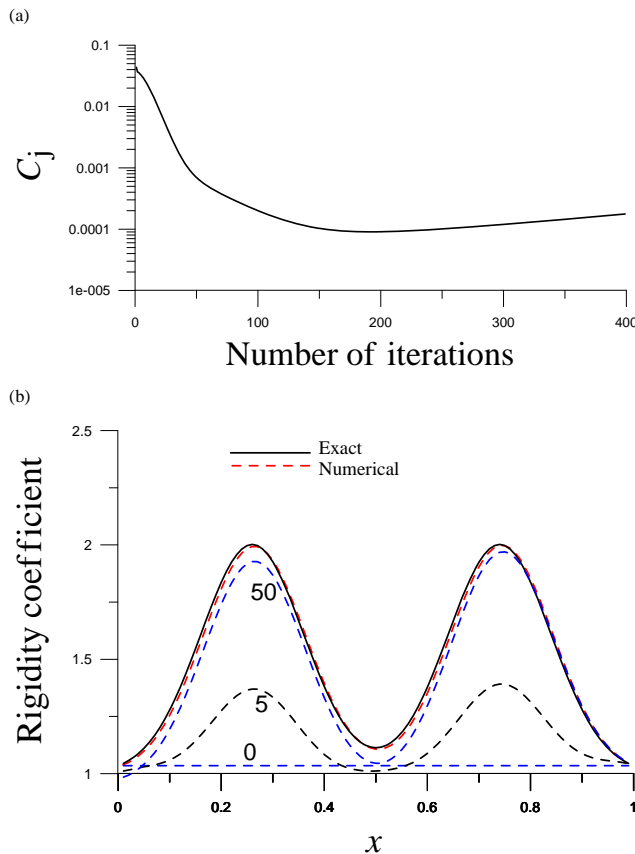 (a)
0.1
0.01
0.001
0.0001
1e-005
C_j
0 100 200 300 400
Number of iterations
(b)
2.5
2
1.5
1
Rigidity coefficient
Exact
Numerical
50
5
0
0 0.2 0.4 0.6 0.8 1
x